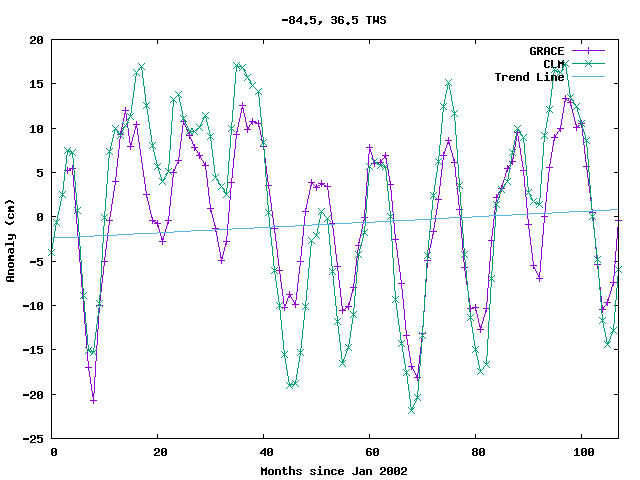 -84.5, 36.5 TWS
GRACE
CLM
Trend Line
20
15
10
5
0
-5
-10
-15
-20
-25
Anomaly (cm)
0 20 40 60 80 100
Months since Jan 2002